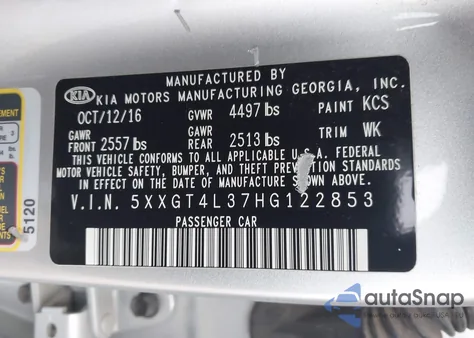 MANUFACTURED BY
KIA KIA MOTORS MANUFACTURING GEORGIA, INC.
OCT/12/16 GVWR 4497 lbs PAINT KCS
GAWR FRONT 2557 lbs GAWR REAR 2513 lbs TRIM WK
THIS VEHICLE CONFORMS TO ALL APPLICABLE U.S.A. FEDERAL
MOTOR VEHICLE SAFETY, BUMPER, AND THEFT PREVENTION
STANDARDS IN EFFECT ON THE DATE OF MANUFACTURE SHOWN ABOVE.
V.I.N. 5XXGT4L37HG122853
PASSENGER CAR
5120
autoSnap